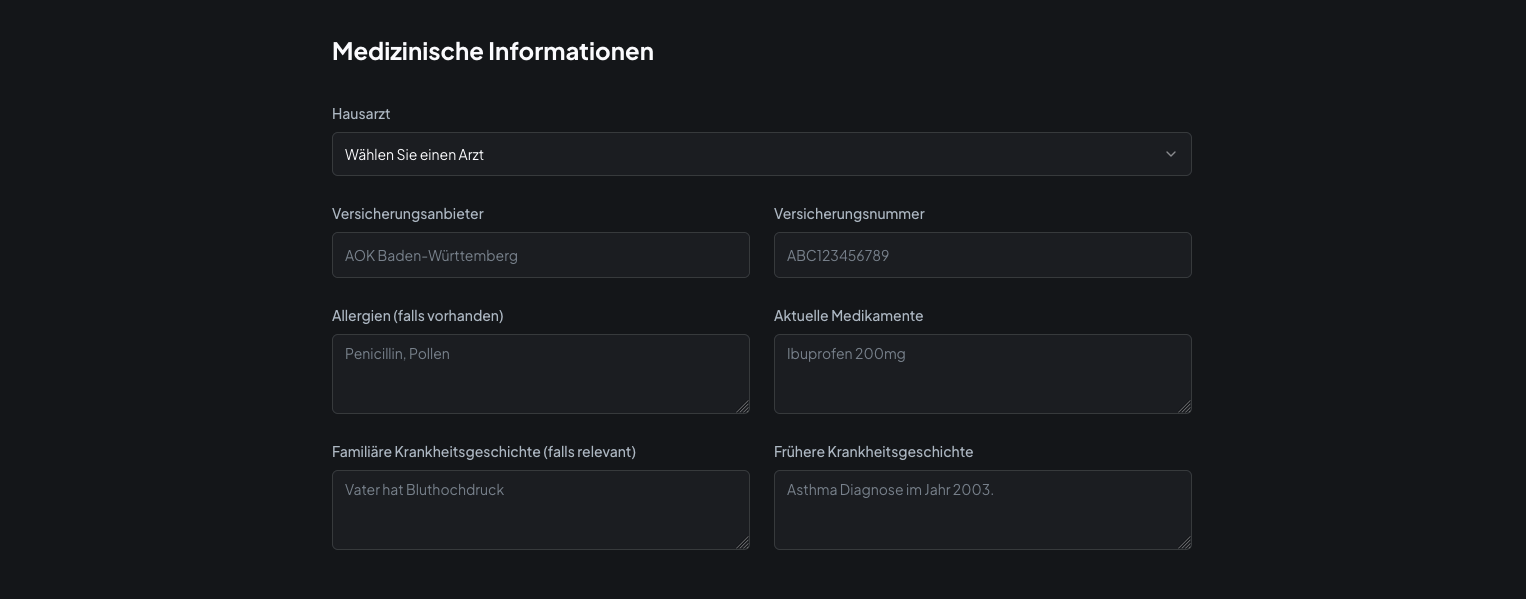 Medizinische Informationen
Hausarzt
Wählen Sie einen Arzt
Versicherungsanbieter
Versicherungsnummer
AOK Baden-Württemberg
ABC123456789
Allergien (falls vorhanden)
Aktuelle Medikamente
Penicillin, Pollen
Ibuprofen 200mg
Familiäre Krankheitsgeschichte (falls relevant)
Frühere Krankheitsgeschichte
Vater hat Bluthochdruck
Asthma Diagnose im Jahr 2003.